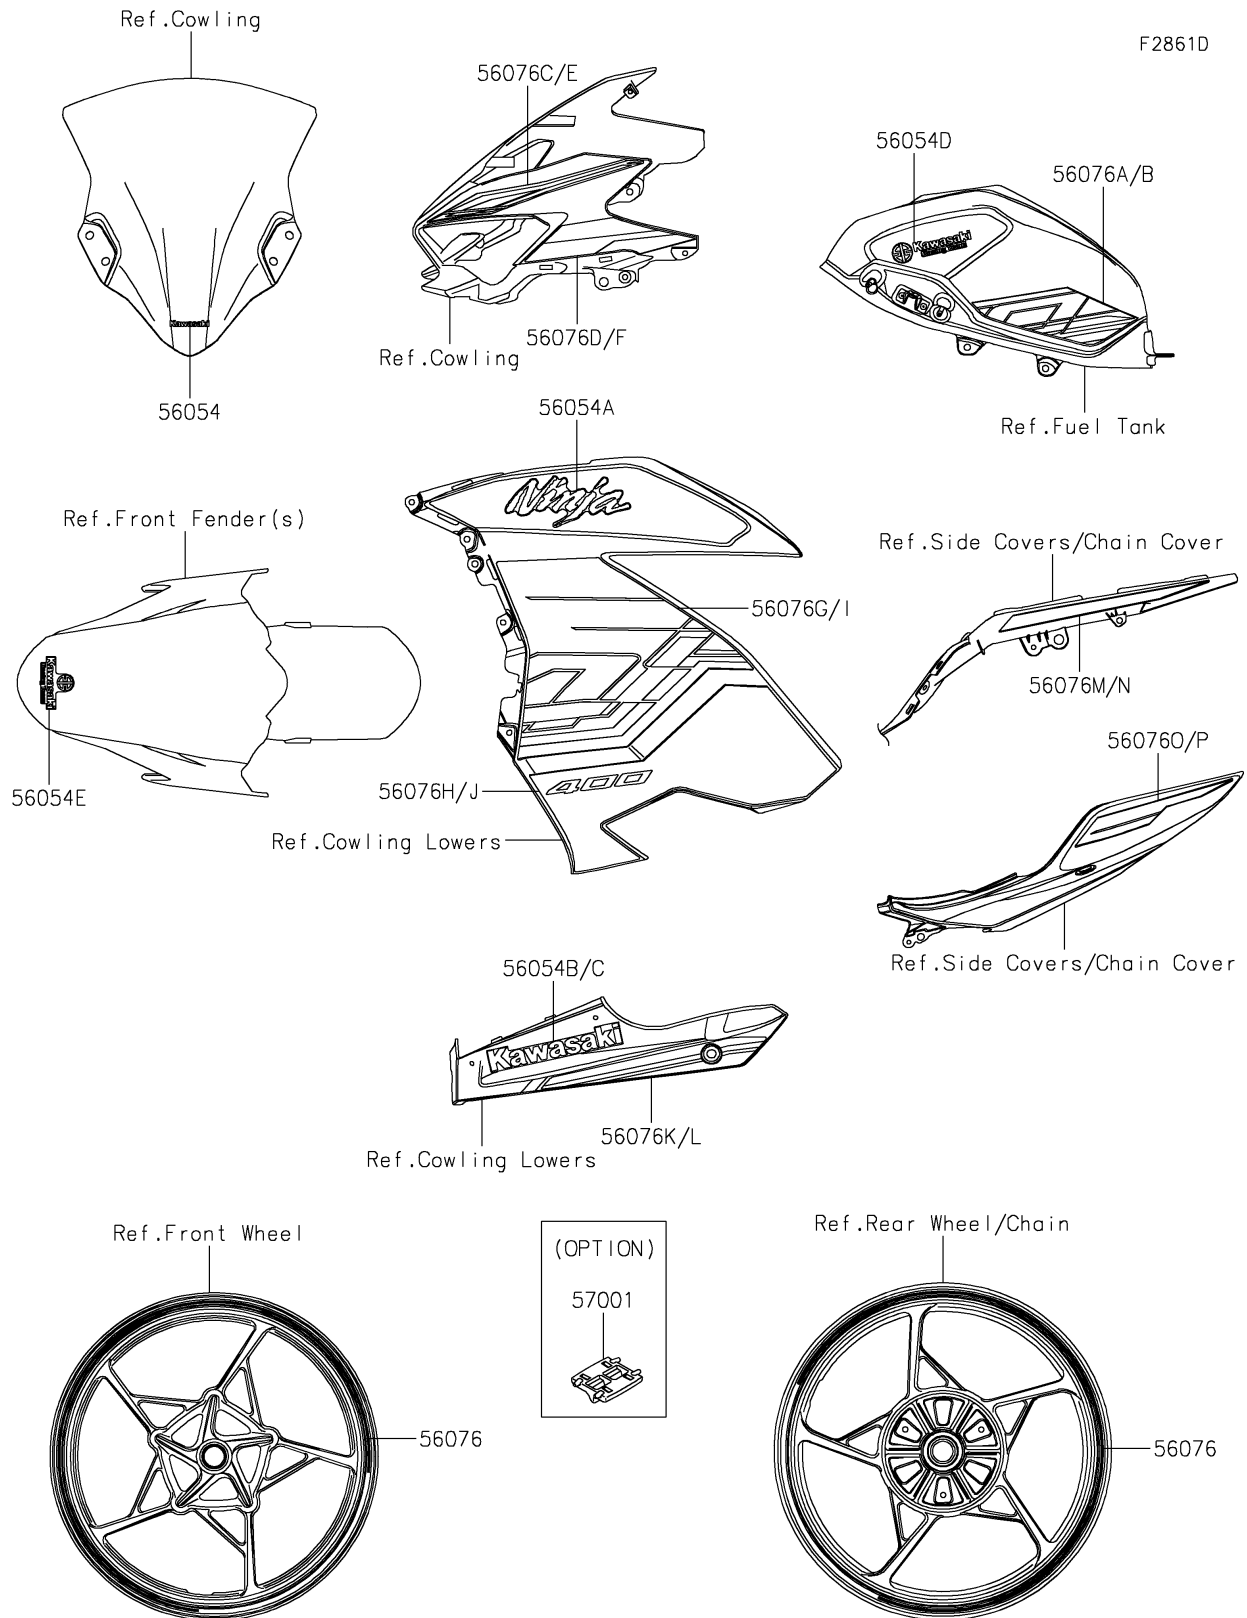 Ref.Cowling
F2861D
56076C/E
56054D
56076A/B
Kawasaki
Kawasaki
56076D/F
Ref.Cowling
56054
Ref.Fuel Tank
56054A
Ninja
Ref.Front Fender(s)
Ref.Side Covers/Chain Cover
56076G/I
Kawasaki
56076M/N
56076O/P
56054E
56076H/J
400
Ref.Cowling Lowers
Ref.Side Covers/Chain Cover
56054B/C
Kawasaki
56076K/L
Ref.Cowling Lowers
Ref.Front Wheel
Ref.Rear Wheel/Chain
(OPTION)
57001
56076
56076